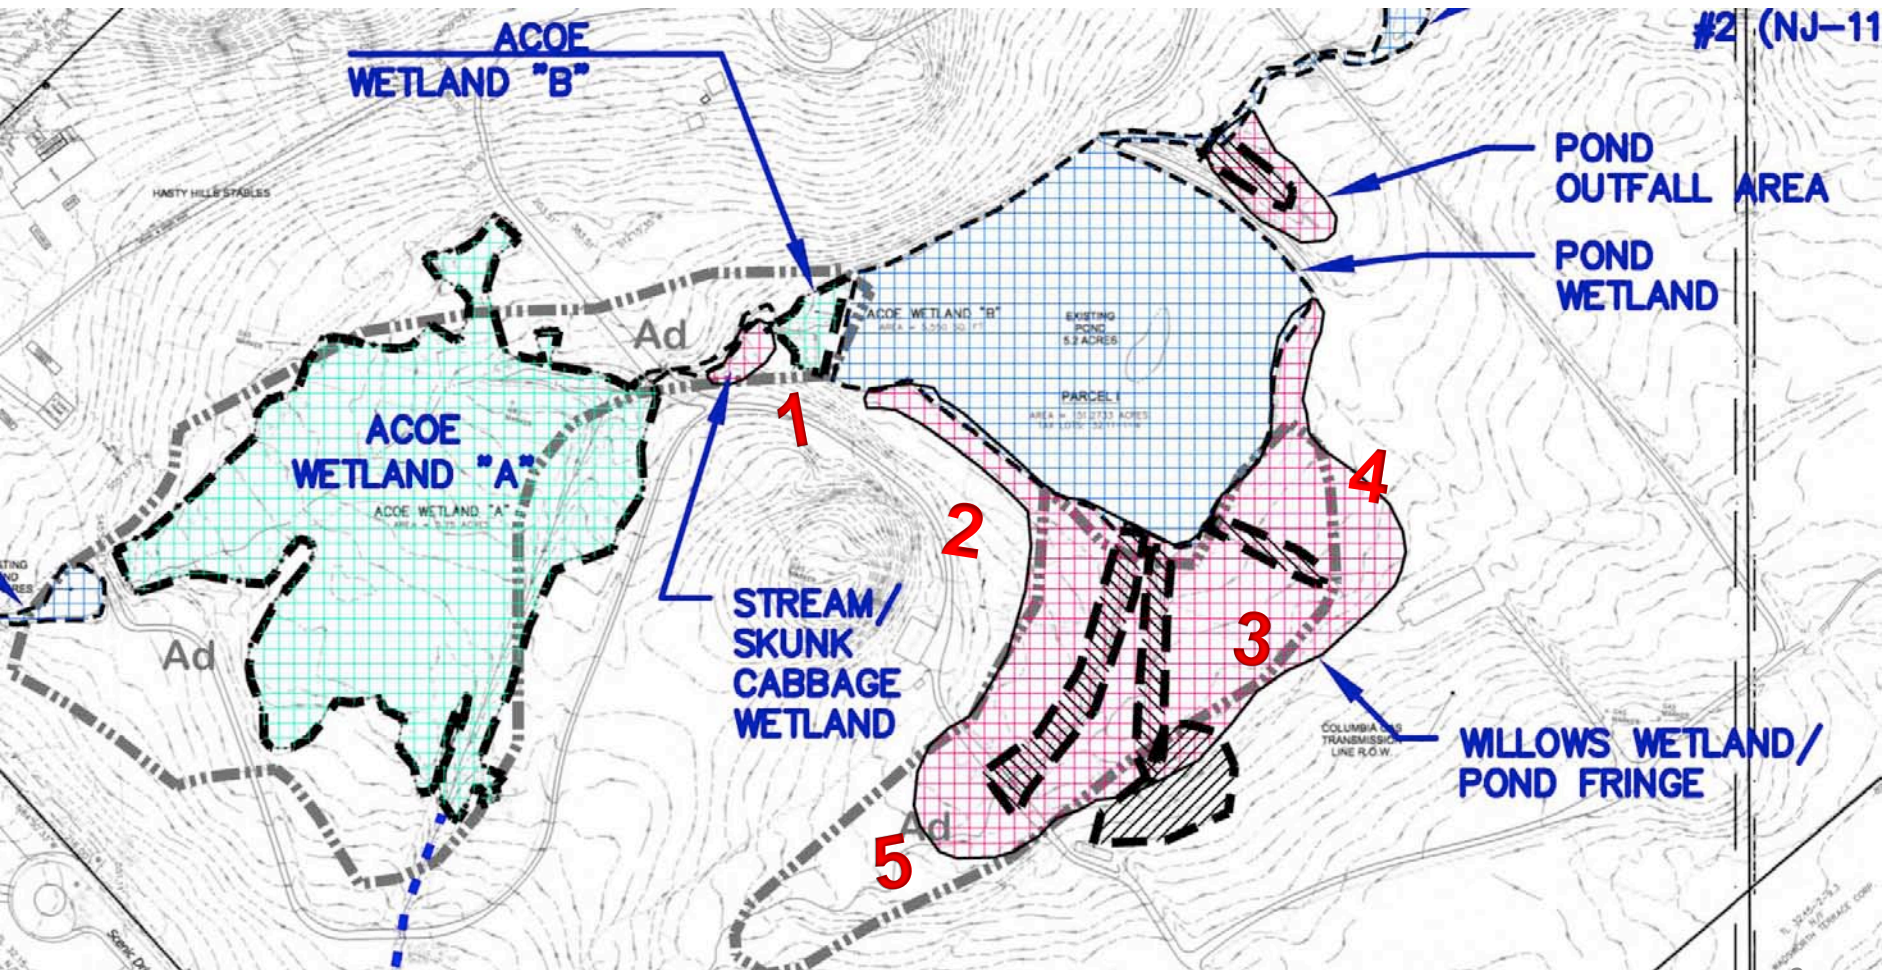 #2 (NJ-11
ACOE
WETLAND "B"
POND
OUTFALL AREA
HASTY HILLS STABLES
POND
WETLAND
ACOE WETLAND "B"
EXISTING
POND
5.2 ACRES
Ad
PARCEL I
1
ACOE
WETLAND "A"
4
ACOE WETLAND "A"
2
STREAM/
SKUNK
CABBAGE
WETLAND
3
Ad
COLUMBIA GAS
TRANSMISSION
LINE R.O.W.
WILLOWS WETLAND/
POND FRINGE
Ad
5